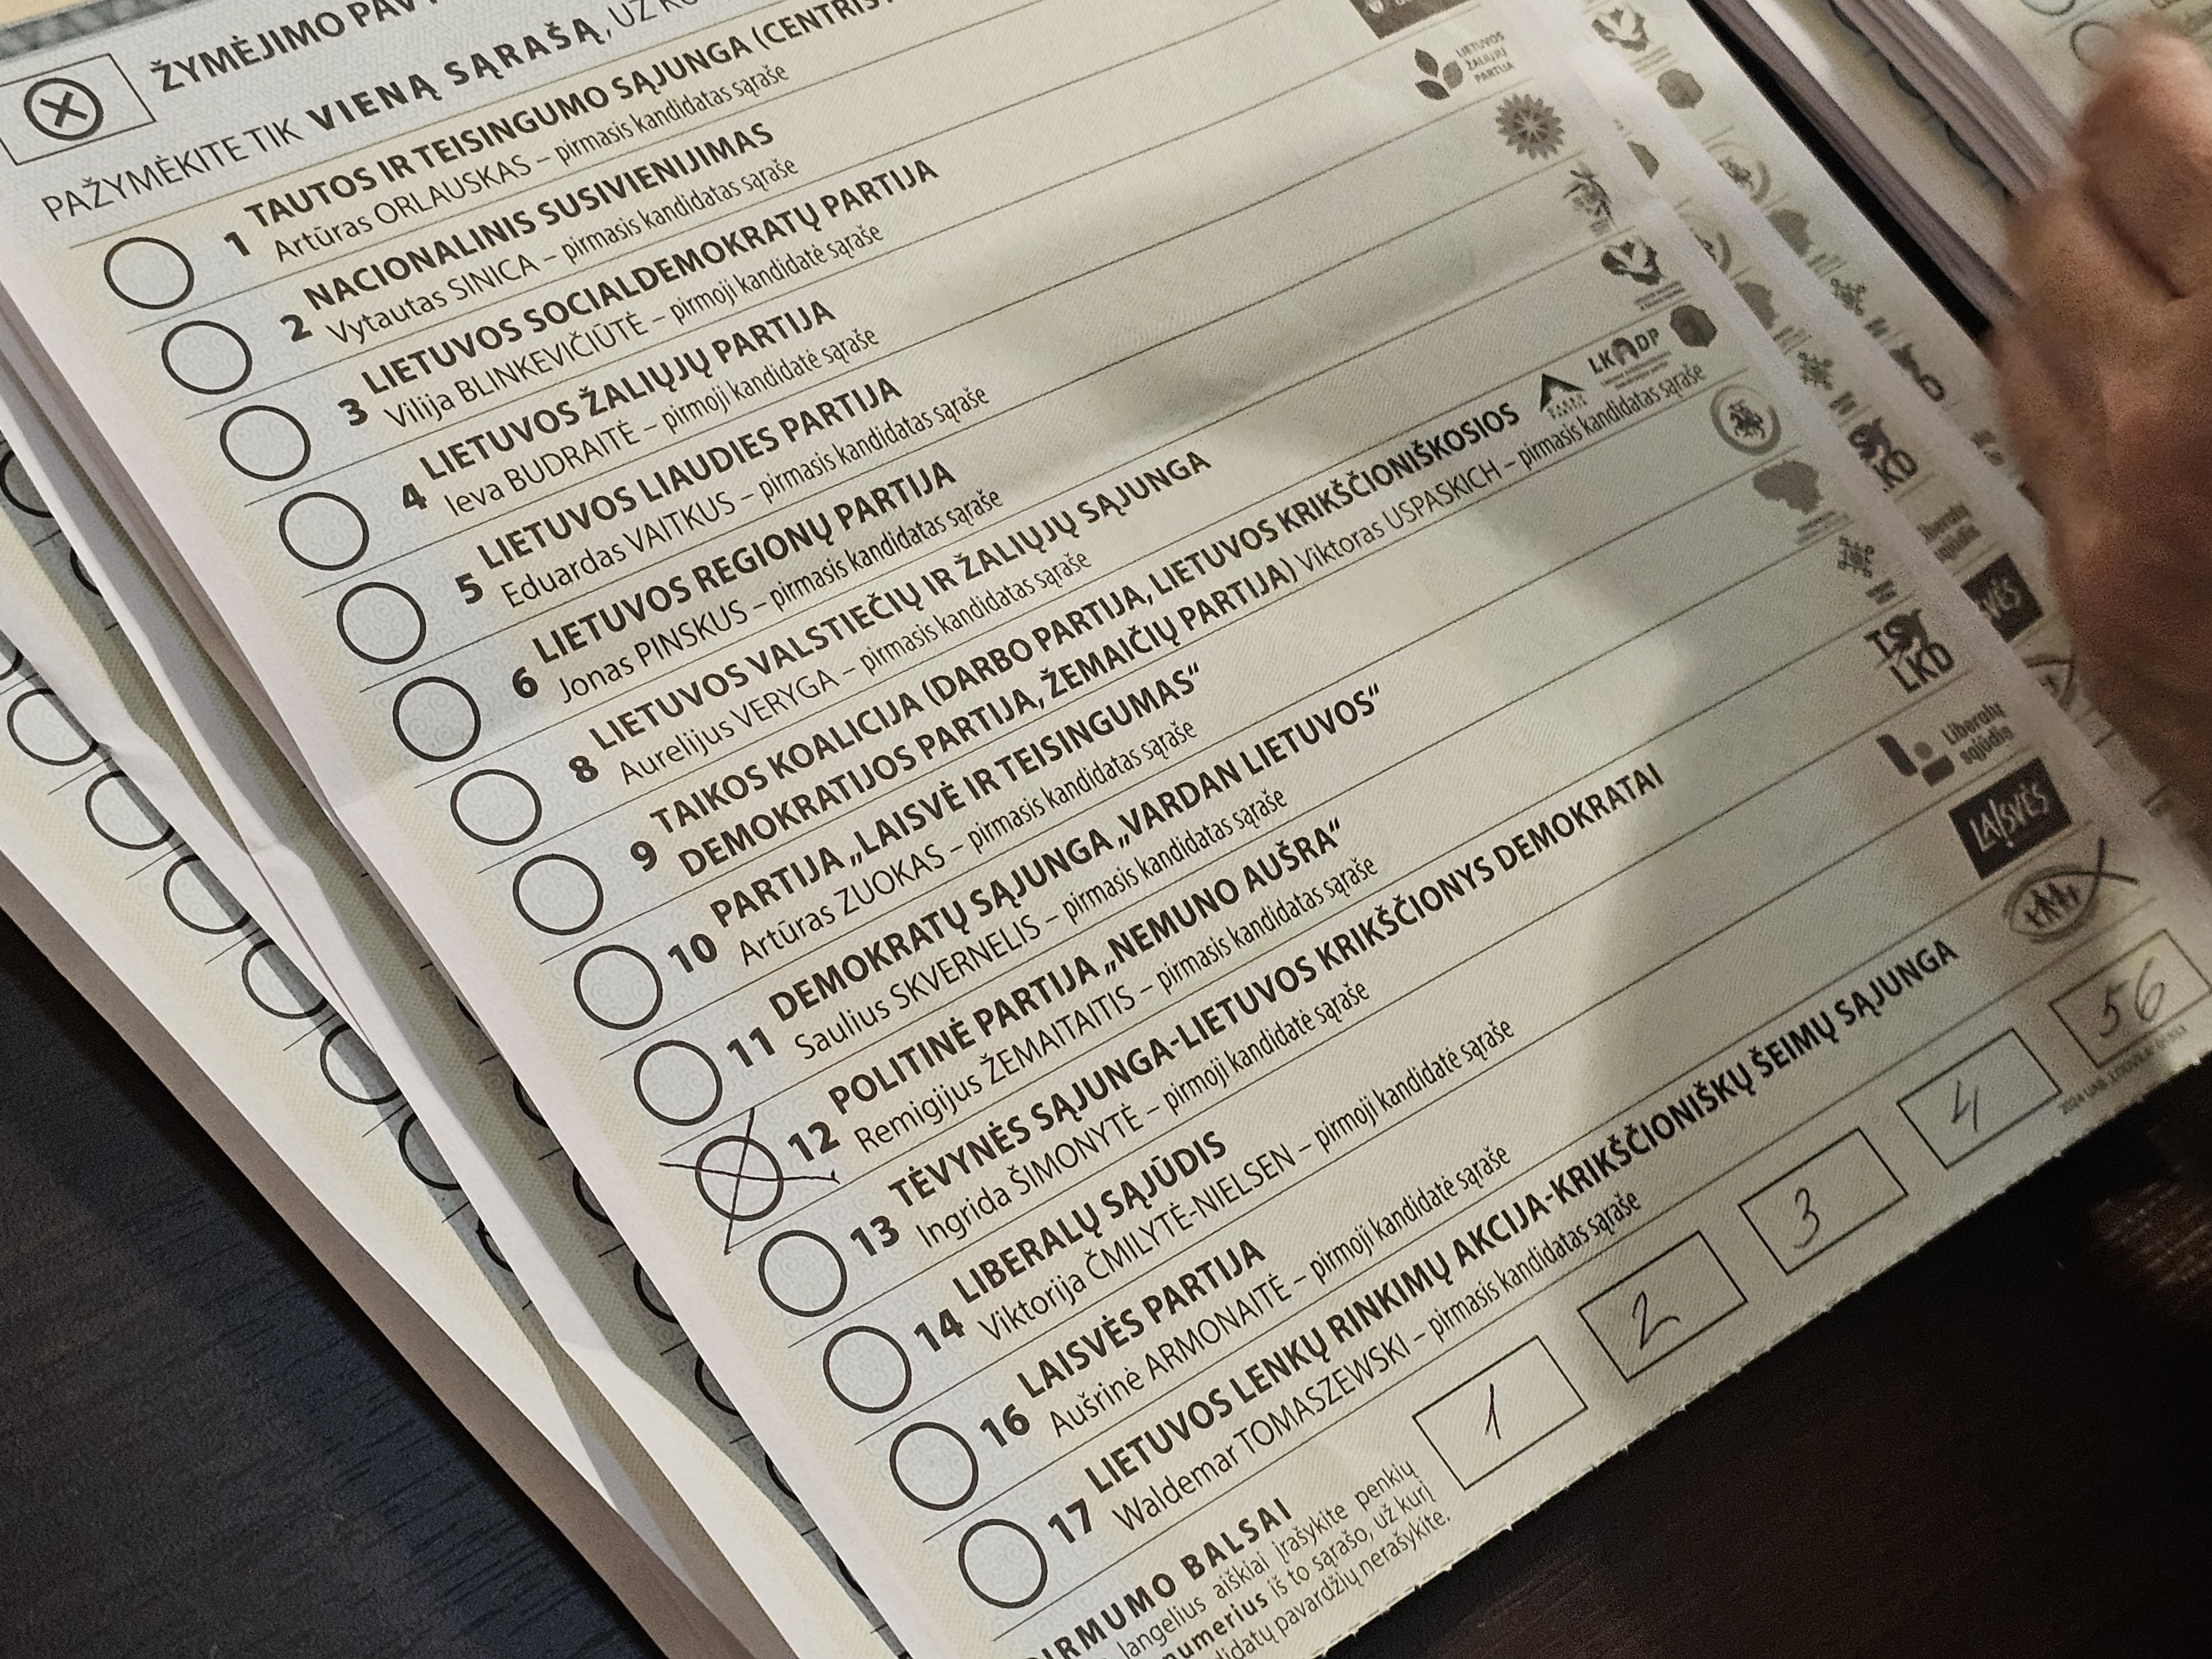 ŽYMĖJIMO
PAŽYMĖKITE TIK VIENĄ SĄRAŠĄ, UŽ
1 TAUTOS IR TEISINGUMO SĄJUNGA
Artūras ORLAUSKAS – pirmasis kandidatas sąraše
2 NACIONALINIS SUSIVIENIJIMAS
Vytautas SINICA – pirmasis kandidatas sąraše
3 LIETUVOS SOCIALDEMOKRATŲ PARTIJA
Vilija BLINKEVIČIŪTĖ – pirmoji kandidatė sąraše
4 LIETUVOS ŽALIŲJŲ PARTIJA
Ieva BUDRAITĖ – pirmoji kandidatė sąraše
LIETUVOS ŽALIŲJŲ PARTIJA
5 LIETUVOS LIAUDIES PARTIJA
Eduardas VAITKUS – pirmasis kandidatas sąraše
6 LIETUVOS REGIONŲ PARTIJA
Jonas PINSKUS – pirmasis kandidatas sąraše
8 LIETUVOS VALSTIEČIŲ IR ŽALIŲJŲ SĄJUNGA
Aurelijus VERYGA – pirmasis kandidatas sąraše
9 TAIKOS KOALICIJA (DARBO PARTIJA, LIETUVOS KRIKŠČIONIŠKOSIOS
DEMOKRATIJOS PARTIJA, ŽEMAIČIŲ PARTIJA) Viktoras USPASKICH – pirmasis kandidatas sąraše
10 PARTIJA „LAISVĖ IR TEISINGUMAS“
Artūras ZUOKAS – pirmasis kandidatas sąraše
11 DEMOKRATŲ SĄJUNGA „VARDAN LIETUVOS“
Saulius SKVERNELIS – pirmasis kandidatas sąraše
12 POLITINĖ PARTIJA „NEMUNO AUŠRA“
Remigijus ŽEMAITAITIS – pirmasis kandidatas sąraše
13 TĖVYNĖS SĄJUNGA-LIETUVOS KRIKŠČIONYS DEMOKRATAI
Ingrida ŠIMONYTĖ – pirmoji kandidatė sąraše
TS LKD
14 LIBERALŲ SĄJŪDIS
Viktorija ČMILYTĖ-NIELSEN – pirmoji kandidatė sąraše
Liberalų sąjūdis
16 LAISVĖS PARTIJA
Aušrinė ARMONAITĖ – pirmoji kandidatė sąraše
LAISVĖS
17 LIETUVOS LENKŲ RINKIMŲ AKCIJA-KRIKŠČIONIŠKŲ ŠEIMŲ SĄJUNGA
Waldemar TOMASZEWSKI – pirmasis kandidatas sąraše
BALSAI
langelius aiškiai įrašykite penkių
iš to sąrašo, už kurį
pavardžių nerašykite.
1 2 3 4 56